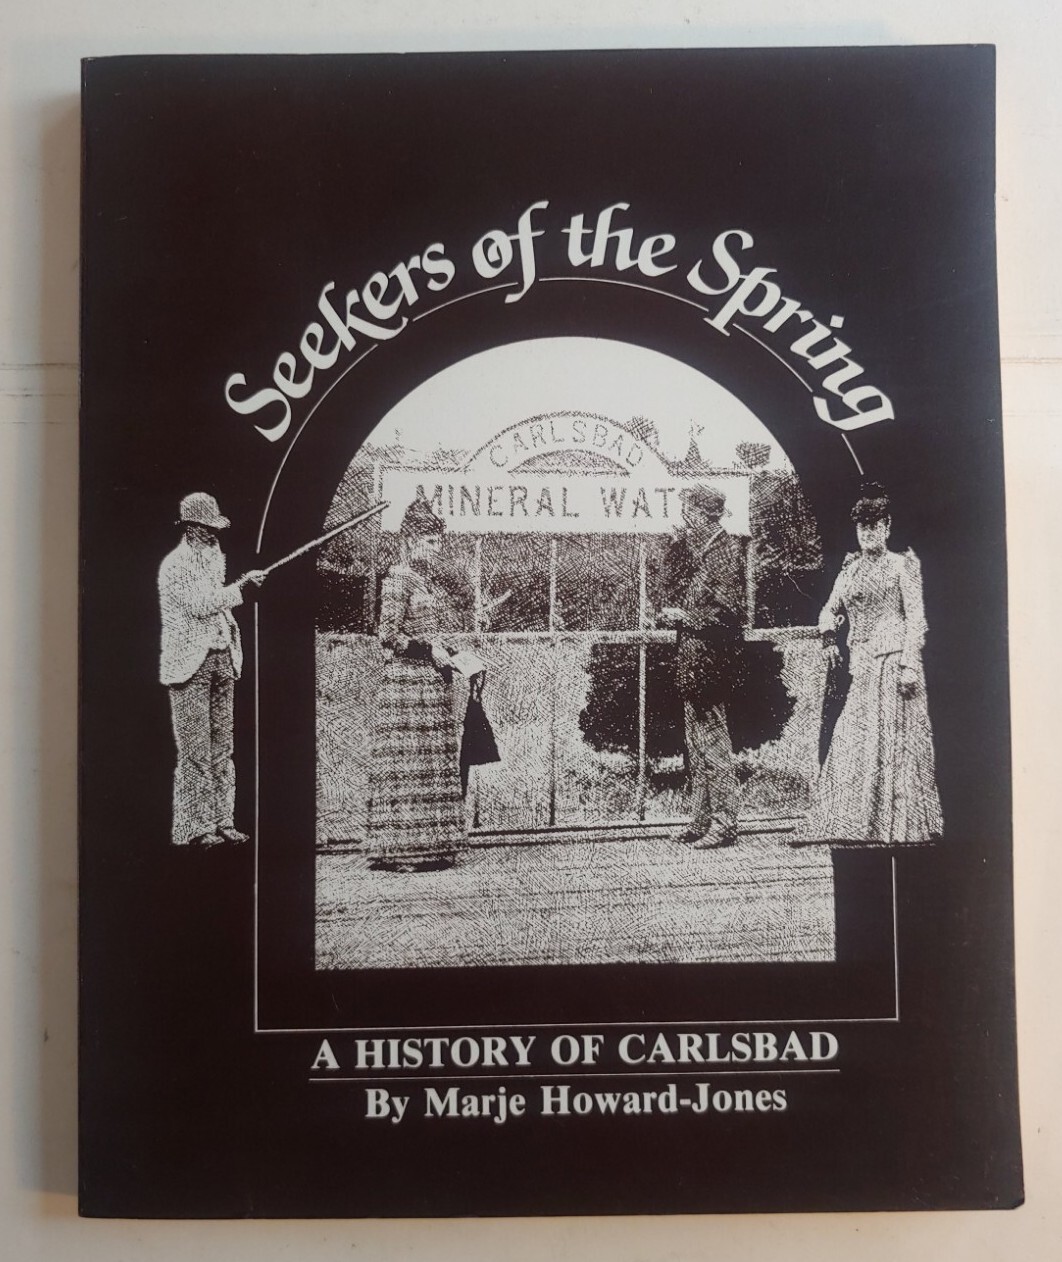 Seekers of the Spring
CARLSBAD
MINERAL WAT
A HISTORY OF CARLSBAD
By Marje Howard-Jones